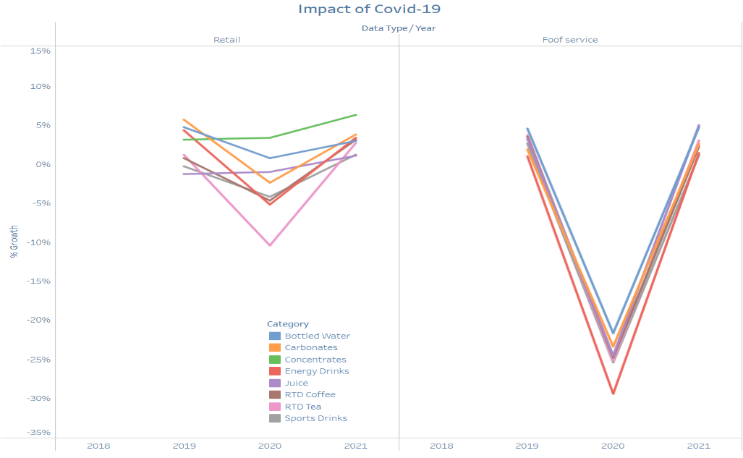 Impact of Covid-19
Data Type / Year
Retail
Foof service
15%
10%
5%
0%
-5%
-10%
-15%
-20%
-25%
-30%
-35%
% Growth
Category
Bottled Water
Carbonates
Concentrates
Energy Drinks
Juice
RTD Coffee
RTD Tea
Sports Drinks
2018 2019 2020 2021 2018 2019 2020 2021